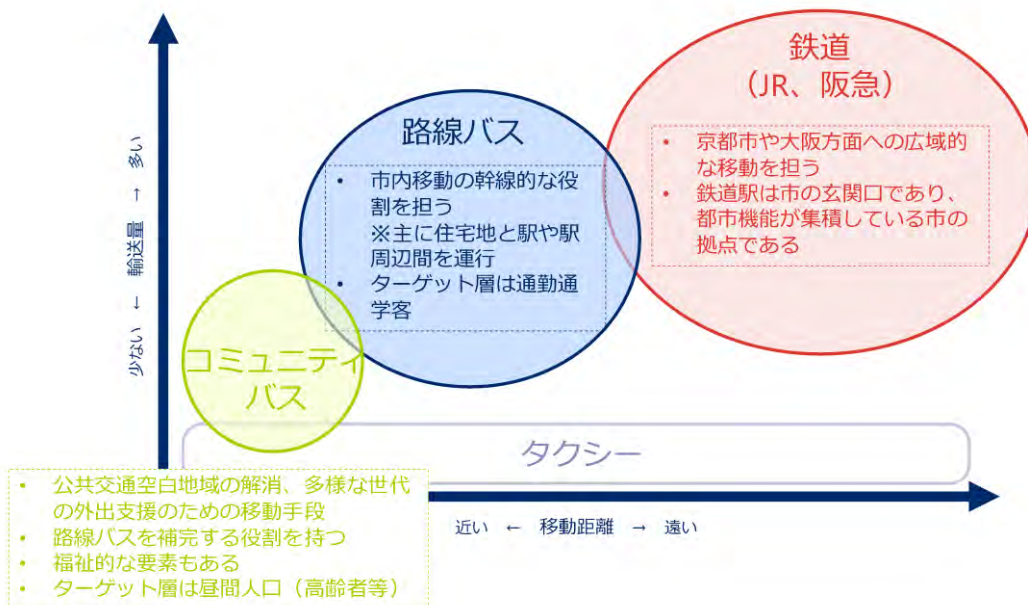 鉄道
（JR、阪急）
• 京都市や大阪方面への広域的
な移動を担う
• 鉄道駅は市の玄関口であり、
都市機能が集積している市の
拠点である
路線バス
• 市内移動の幹線的な役
割を担う
※主に住宅地と駅や駅
周辺間を運行
• ターゲット層は通勤通
学客
少ない ← 輸送量 → 多い
コミュニティ
バス
タクシー
• 公共交通空白地域の解消、多様な世代
の外出支援のための移動手段
• 路線バスを補完する役割を持つ
• 福祉的な要素もある
• ターゲット層は昼間人口（高齢者等）
近い ← 移動距離 → 遠い